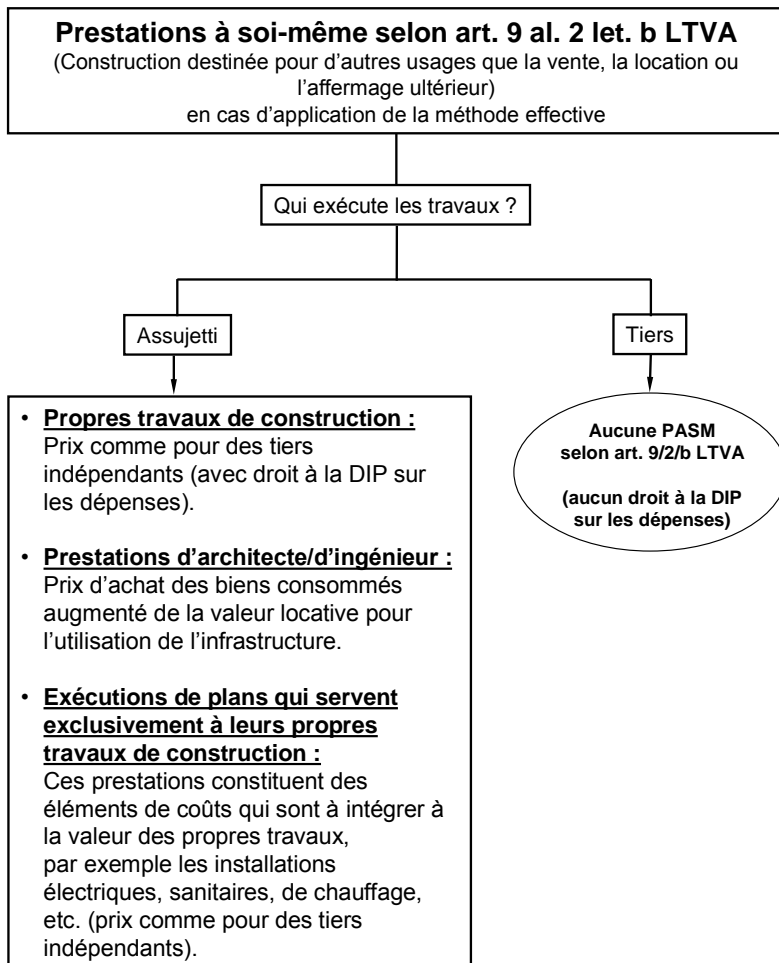 Prestations à soi-même selon art. 9 al. 2 let. b LTVA
(Construction destinée pour d'autres usages que la vente, la location ou
l'affermage ultérieur)
en cas d'application de la méthode effective
Qui exécute les travaux ?
Assujetti
Tiers
• Propres travaux de construction :
Prix comme pour des tiers
indépendants (avec droit à la DIP sur
les dépenses).
• Prestations d'architecte/d'ingénieur :
Prix d'achat des biens consommés
augmenté de la valeur locative pour
l'utilisation de l'infrastructure.
• Exécutions de plans qui servent
exclusivement à leurs propres
travaux de construction :
Ces prestations constituent des
éléments de coûts qui sont à intégrer à
la valeur des propres travaux,
par exemple les installations
électriques, sanitaires, de chauffage,
etc. (prix comme pour des tiers
indépendants).
Aucune PASM
selon art. 9/2/b LTVA
(aucun droit à la DIP
sur les dépenses)